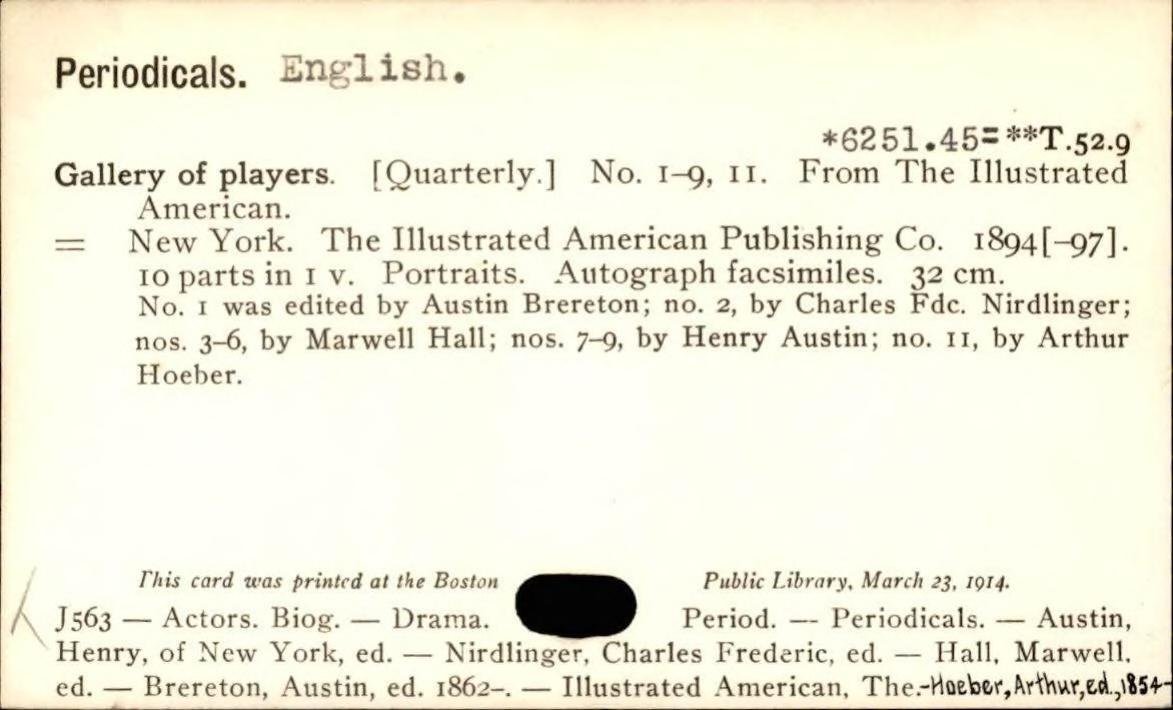 Periodicals. English.
*6251.45=**T.52.9
Gallery of players. [Quarterly.] No. 1–9, 11. From The Illustrated
American.
= New York. The Illustrated American Publishing Co. 1894[–97].
10 parts in 1 v. Portraits. Autograph facsimiles. 32 cm.
No. 1 was edited by Austin Brereton; no. 2, by Charles Fdc. Nirdlinger;
nos. 3–6, by Marwell Hall; nos. 7–9, by Henry Austin; no. 11, by Arthur
Hoeber.
This card was printed at the Boston Public Library, March 23, 1914.
J563 — Actors. Biog. — Drama. Period. — Periodicals. — Austin,
Henry, of New York, ed. — Nirdlinger, Charles Frederic, ed. — Hall, Marwell,
ed. — Brereton, Austin, ed. 1862–. — Illustrated American, The.-Hoeber, Arthur, ed., 1854-